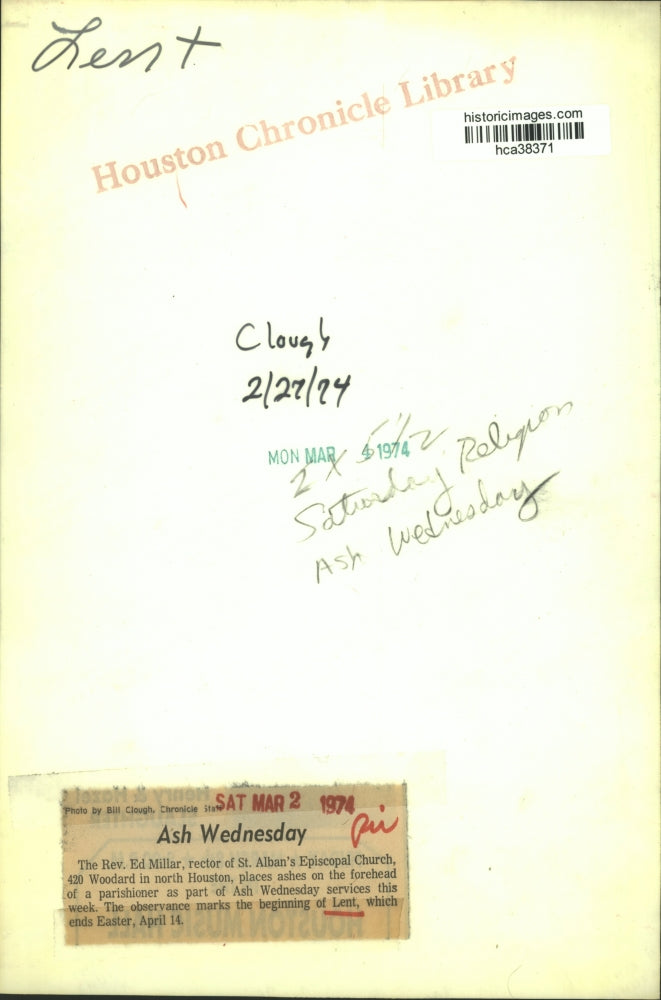 Lent
Houston Chronicle Library
historicimages.com
hca38371
Clough
2/27/74
MON MAR 4 1974
2 x 5 1/2
Saturday Religion
Ash Wednesday
Photo by Bill Clough, Chronicle Staff
SAT MAR 2 1974
Ash Wednesday
The Rev. Ed Millar, rector of St. Alban's Episcopal Church,
420 Woodard in north Houston, places ashes on the forehead
of a parishioner as part of Ash Wednesday services this
week. The observance marks the beginning of Lent, which
ends Easter, April 14.